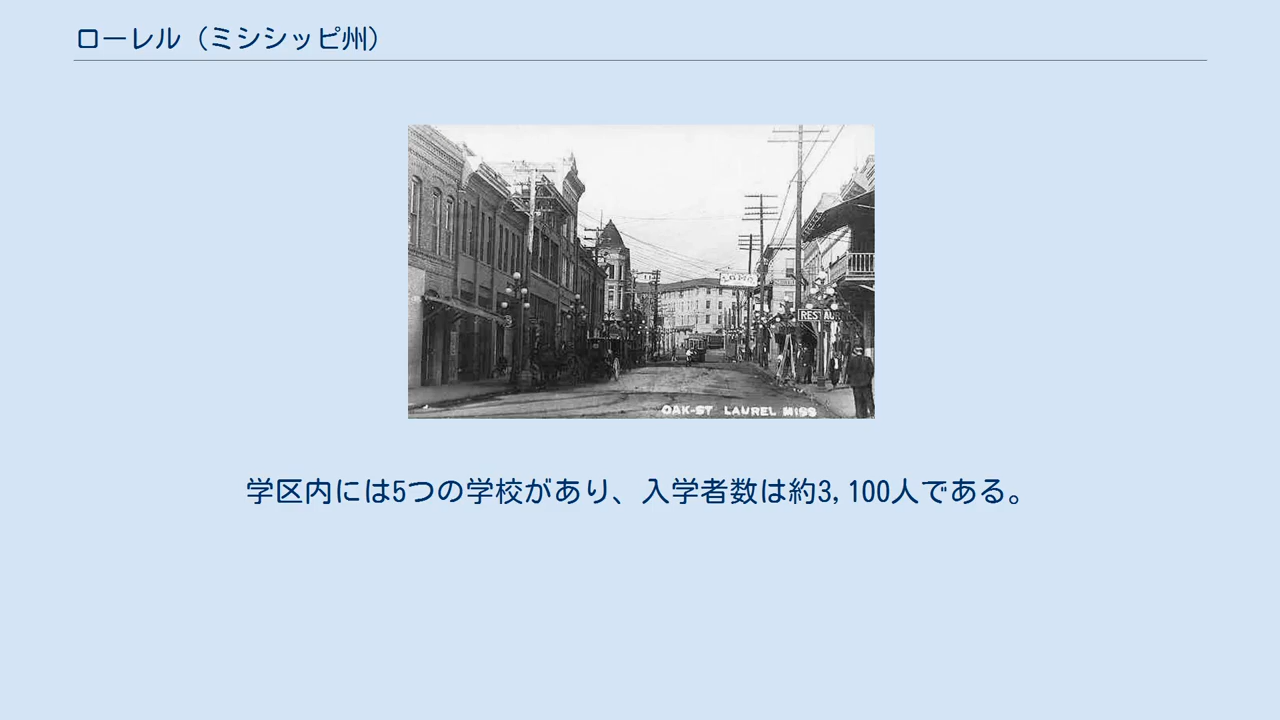 ローレル（ミシシッピ州）
RESTAU
OAK-ST LAUREL MISS
学区内には5つの学校があり、入学者数は約3,100人である。